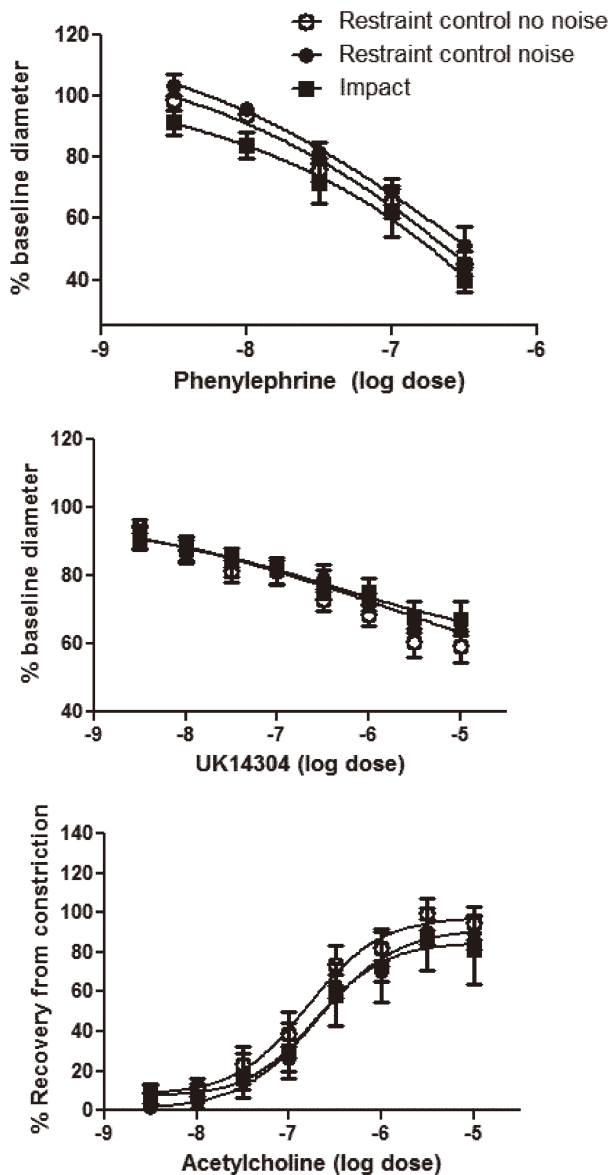 Restraint control no noise
Restraint control noise
Impact
% baseline diameter
120
100
80
60
40
-9 -8 -7 -6
Phenylephrine (log dose)
% baseline diameter
120
100
80
60
40
-9 -8 -7 -6 -5
UK14304 (log dose)
% Recovery from constriction
140
120
100
80
60
40
20
0
-9 -8 -7 -6 -5
Acetylcholine (log dose)